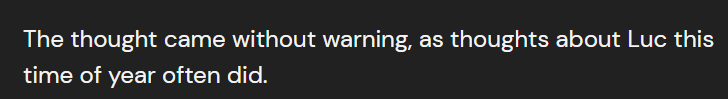 The thought came without warning, as thoughts about Luc this
time of year often did.